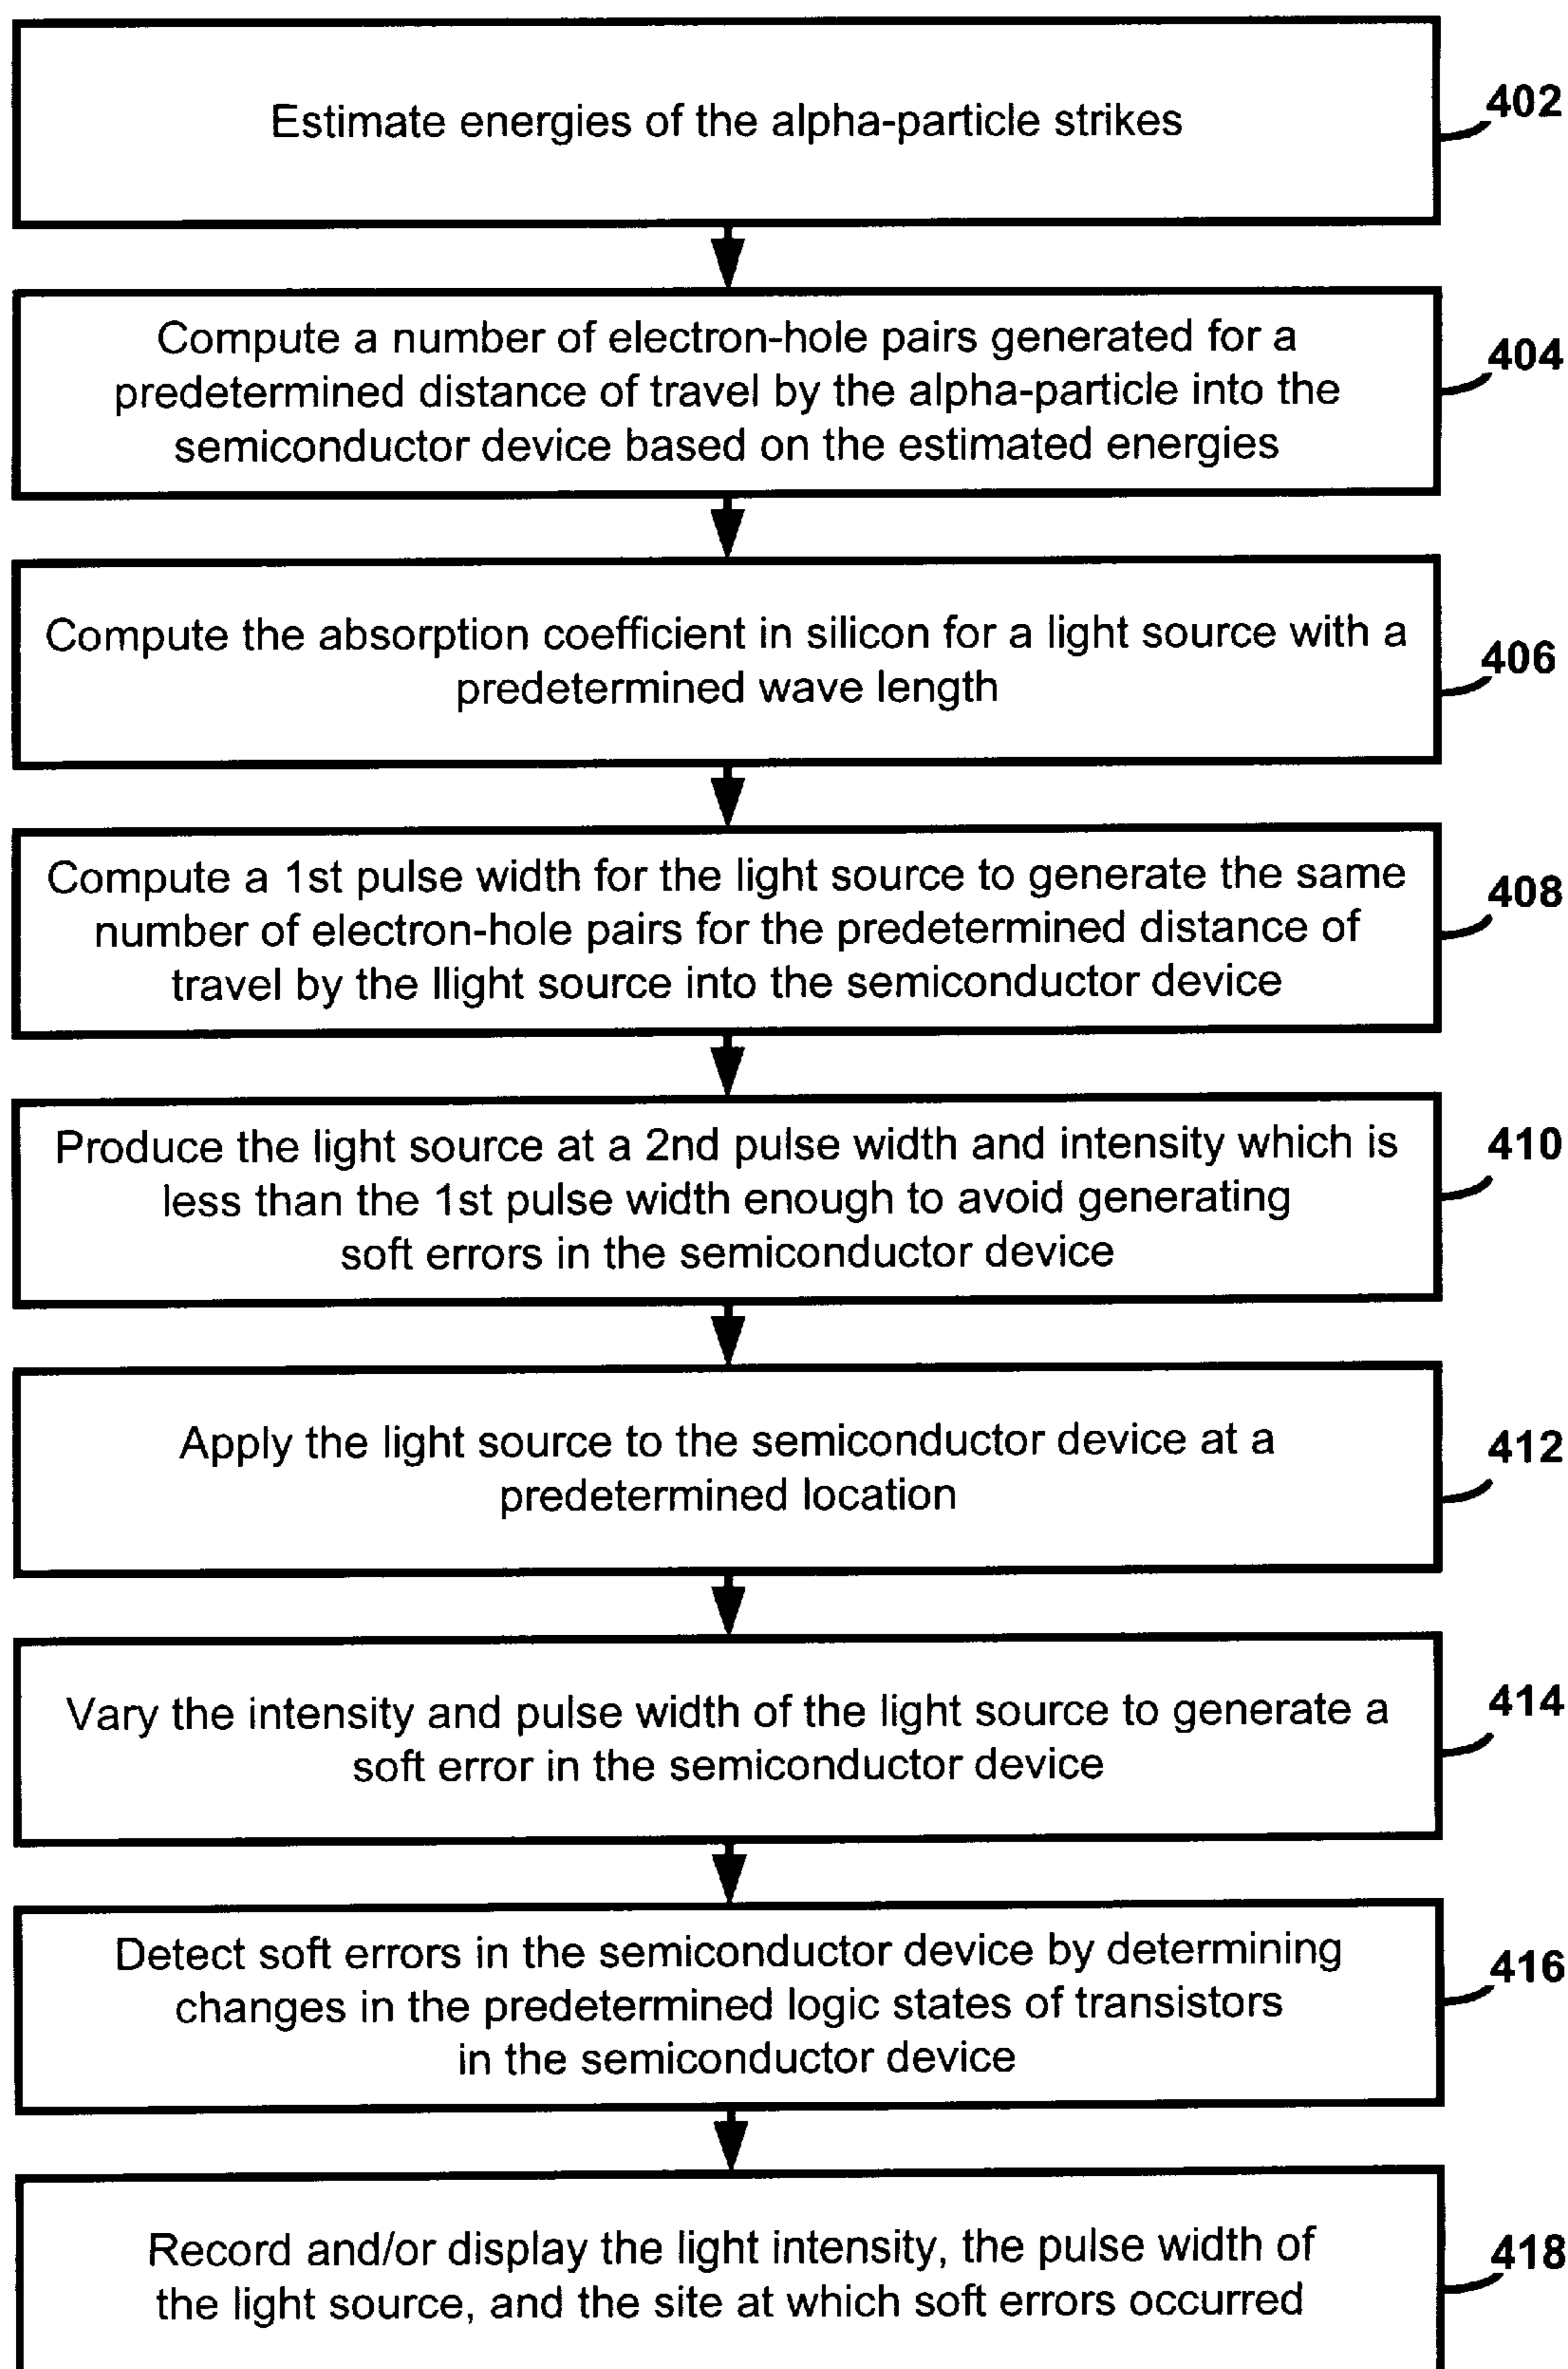 Estimate energies of the alpha-particle strikes
402
Compute a number of electron-hole pairs generated for a
predetermined distance of travel by the alpha-particle into the
semiconductor device based on the estimated energies
404
Compute the absorption coefficient in silicon for a light source with a
predetermined wave length
406
Compute a 1st pulse width for the light source to generate the same
number of electron-hole pairs for the predetermined distance of
travel by the llight source into the semiconductor device
408
Produce the light source at a 2nd pulse width and intensity which is
less than the 1st pulse width enough to avoid generating
soft errors in the semiconductor device
410
Apply the light source to the semiconductor device at a
predetermined location
412
Vary the intensity and pulse width of the light source to generate a
soft error in the semiconductor device
414
Detect soft errors in the semiconductor device by determining
changes in the predetermined logic states of transistors
in the semiconductor device
416
Record and/or display the light intensity, the pulse width of
the light source, and the site at which soft errors occurred
418